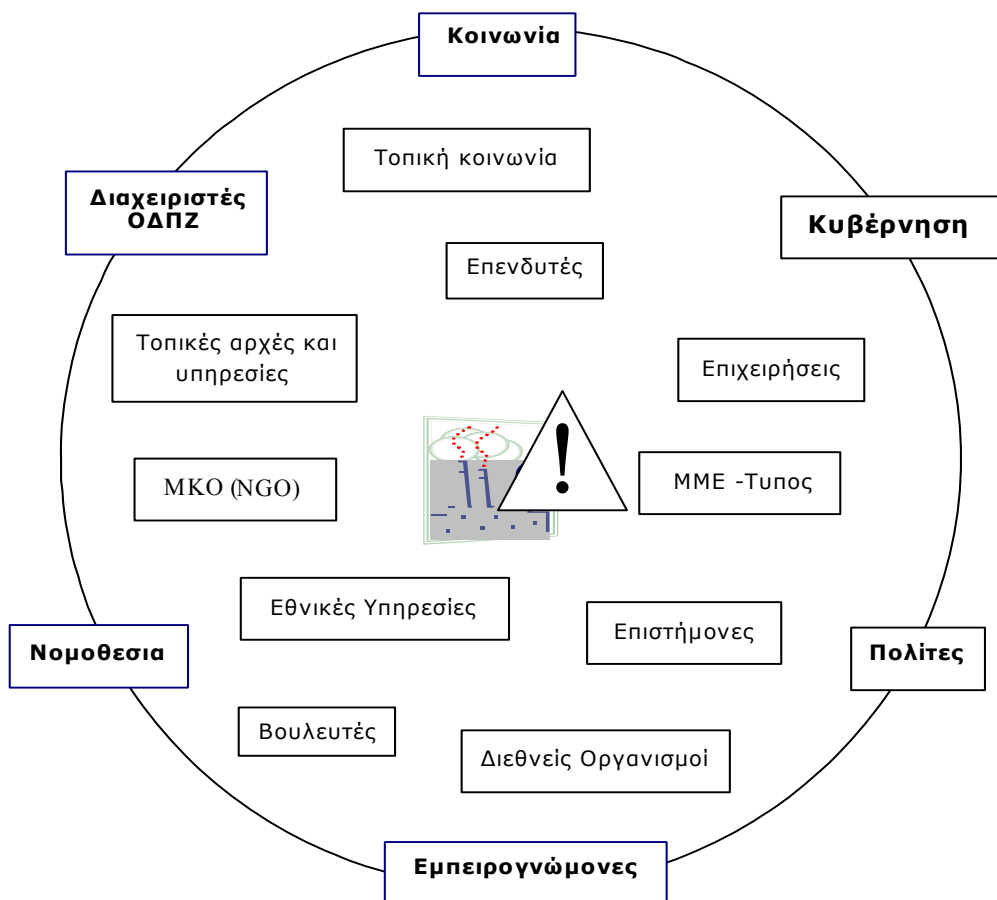 Κοινωνία
Τοπική κοινωνία
Διαχειριστές
ΟΔΠΖ
Κυβέρνηση
Επενδυτές
Τοπικές αρχές και
υπηρεσίες
Επιχειρήσεις
!
ΜΚΟ (NGO)
ΜΜΕ -Τυπος
Εθνικές Υπηρεσίες
Επιστήμονες
Νομοθεσια
Πολίτες
Βουλευτές
Διεθνείς Οργανισμοί
Εμπειρογνώμονες